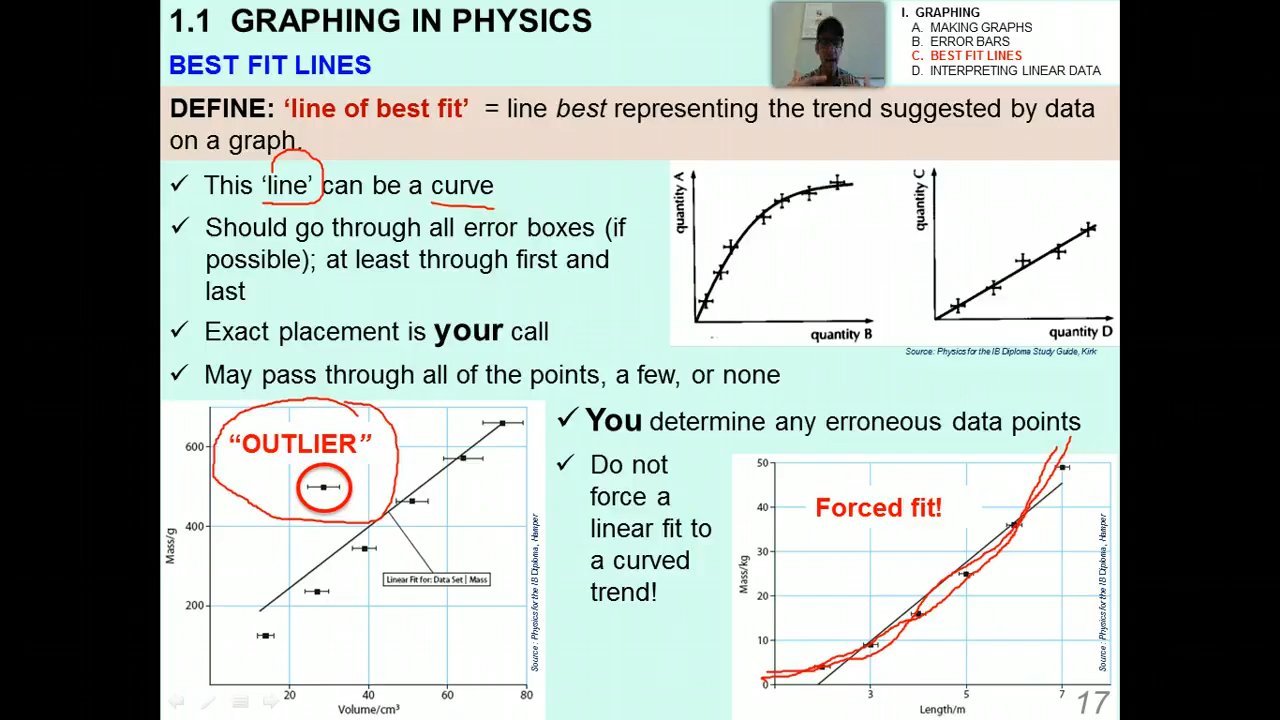 1.1 GRAPHING IN PHYSICS
BEST FIT LINES
I. GRAPHING
A. MAKING GRAPHS
B. ERROR BARS
C. BEST FIT LINES
D. INTERPRETING LINEAR DATA
DEFINE: ‘line of best fit’ = line best representing the trend suggested by data
on a graph.
✓ This ‘line’ can be a curve
✓ Should go through all error boxes (if
possible); at least through first and
last
✓ Exact placement is your call
✓ May pass through all of the points, a few, or none
quantity A
quantity B
quantity C
quantity D
Source: Physics for the IB Diploma Study Guide, Kirk
“OUTLIER”
600
400
200
Mass/g
Linear Fit for: Data Set | Mass
20 40 60 80
Volume/cm³
Source: Physics for the IB Diploma, Hamper
✓ You determine any erroneous data points
✓ Do not
force a
linear fit to
a curved
trend!
Forced fit!
50
40
30
20
10
0
Mass/kg
3 5 7
Length/m
Source: Physics for the IB Diploma, Hamper
17